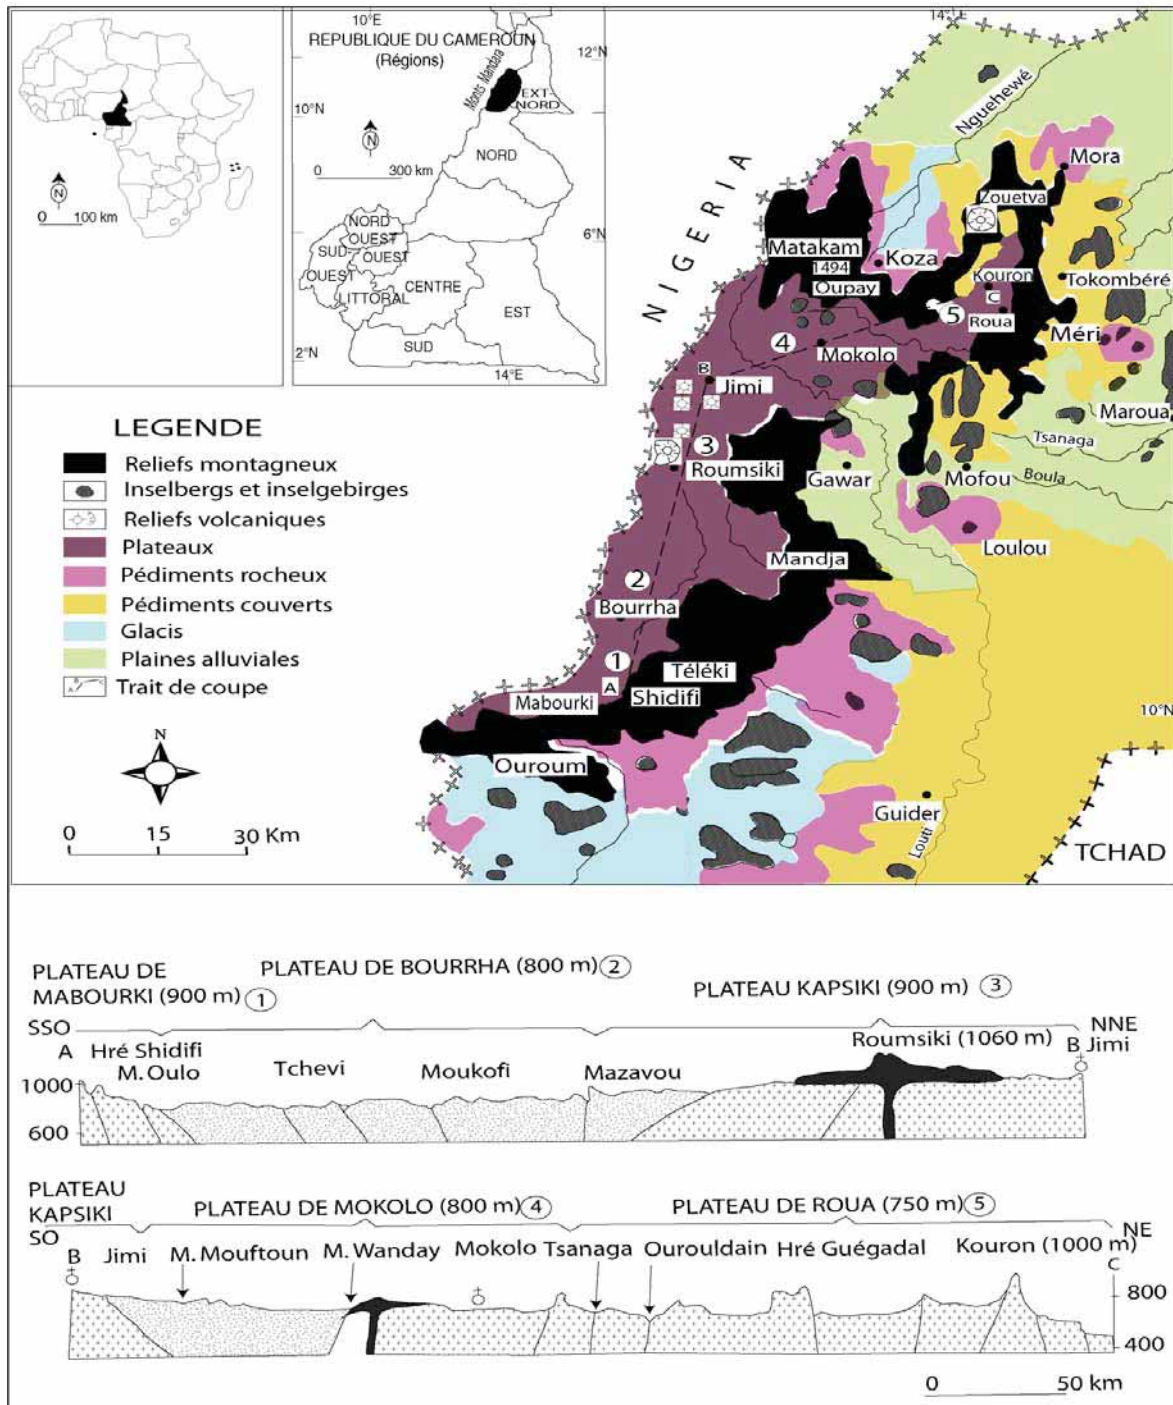 10°E
REPUBLIQUE DU CAMEROUN
(Régions)
12°N
Monts Mandara
EXT-
NORD
10°N
N
0 300 km
NORD
NORD
OUEST
SUD-
OUEST
OUEST
6°N
LITTORAL
CENTRE
EST
SUD
2°N
14°E
N
0 100 km
14°E
NIGERIA
Nguehewé
Mora
Zouetva
Matakam
1494
Oupay
Koza
Kouron
C
Tokombéré
5
Roua
Méri
4
Mokolo
B
Jimi
Maroua
Tsanaga
3
Roumsiki
Gawar
Mofou
Boula
Loulou
Mandja
2
Bourrha
1
A
Téléki
Shidifi
Mabourki
10°N
Ouroum
Guider
Louti
TCHAD
LEGENDE
Reliefs montagneux
Inselbergs et inselgebirges
Reliefs volcaniques
Plateaux
Pédiments rocheux
Pédiments couverts
Glacis
Plaines alluviales
A B C Trait de coupe
N
0 15 30 Km
PLATEAU DE
MABOURKI (900 m) 1
PLATEAU DE BOURRHA (800 m) 2
PLATEAU KAPSIKI (900 m) 3
SSO
NNE
A Hré Shidifi
M. Oulo
Tchevi
Moukofi
Mazavou
Roumsiki (1060 m)
B Jimi
1000
600
PLATEAU
KAPSIKI
PLATEAU DE MOKOLO (800 m) 4
PLATEAU DE ROUA (750 m) 5
SO
NE
B Jimi
M. Mouftoun
M. Wanday
Mokolo
Tsanaga
Ourouldain
Hré Guégadal
Kouron (1000 m)
C
800
400
0 50 km